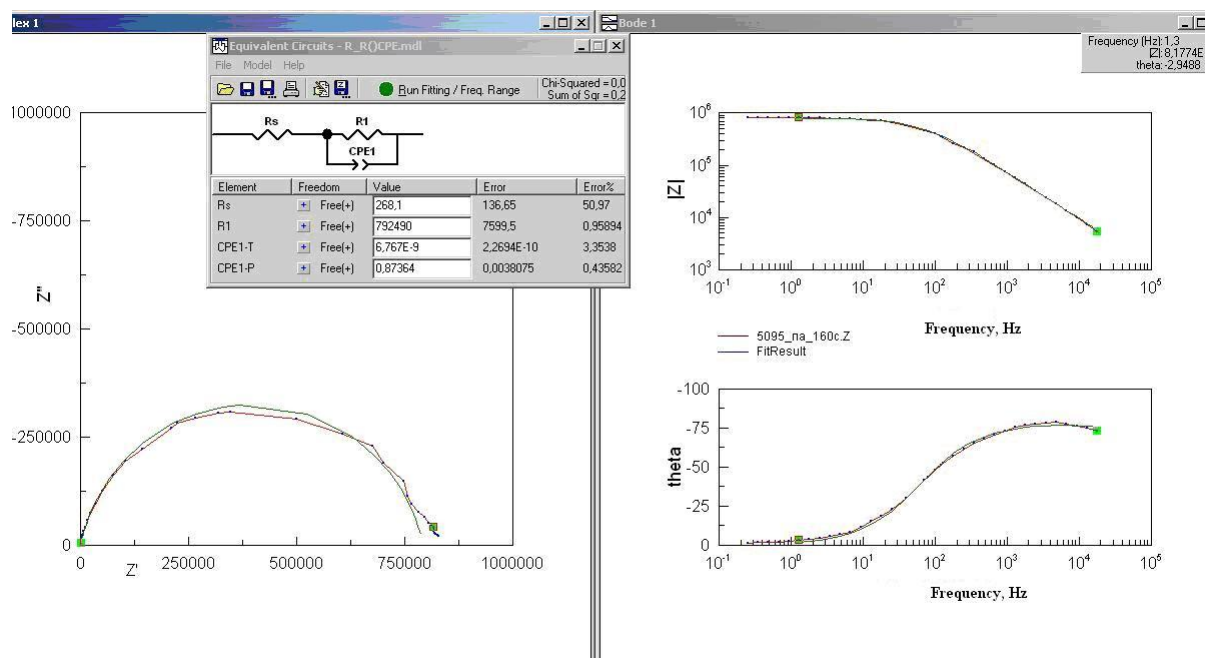 lex 1
Equivalent Circuits - R_R()CPE.mdl
File Model Help
Run Fitting / Freq. Range
Chi-Squared = 0,0
Sum of Sqr = 0,2
Rs
R1
CPE1
Element Freedom Value Error Error%
Rs + Free(+) 268,1 136,65 50,97
R1 + Free(+) 792490 7599,5 0,95894
CPE1-T + Free(+) 6,767E-9 2,2694E-10 3,3538
CPE1-P + Free(+) 0,87364 0,0038075 0,43582
-1000000
-750000
-500000
-250000
0
Z''
0 250000 500000 750000 1000000
Z'
Bode 1
Frequency (Hz): 1,3
|Z|: 8,1774E
theta: -2,9488
10^6
10^5
10^4
10^3
|Z|
10^-1 10^0 10^1 10^2 10^3 10^4 10^5
Frequency, Hz
5095_na_160c.Z
FitResult
-100
-75
-50
-25
0
theta
10^-1 10^0 10^1 10^2 10^3 10^4 10^5
Frequency, Hz